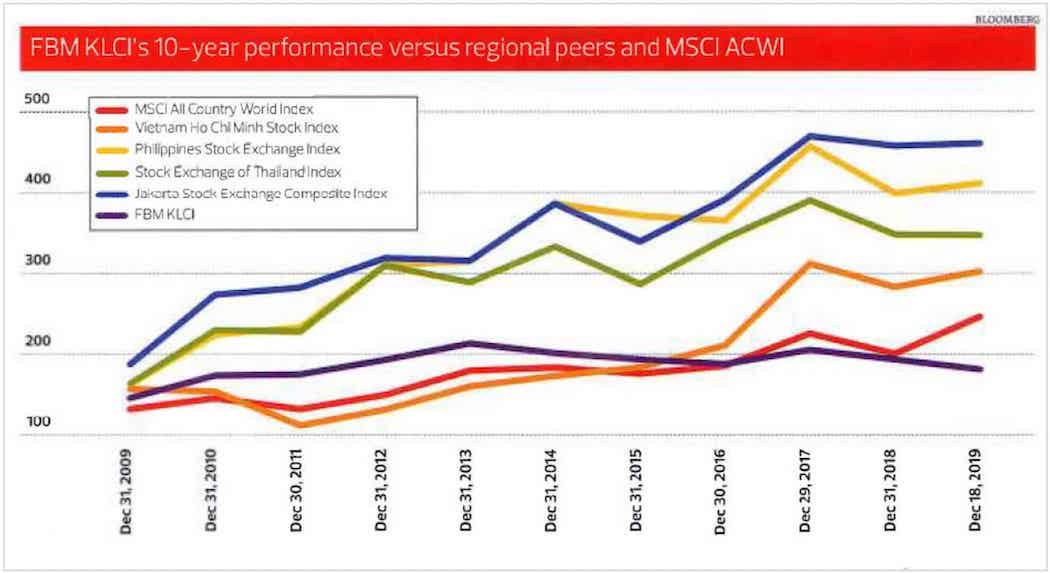 BLOOMBERG
FBM KLCI's 10-year performance versus regional peers and MSCI ACWI
500
MSCI All Country World Index
Vietnam Ho Chi Minh Stock Index
Philippines Stock Exchange Index
Stock Exchange of Thailand Index
Jakarta Stock Exchange Composite Index
FBM KLCI
400
300
200
100
Dec 31, 2009
Dec 31, 2010
Dec 30, 2011
Dec 31, 2012
Dec 31, 2013
Dec 31, 2014
Dec 31, 2015
Dec 30, 2016
Dec 29, 2017
Dec 31, 2018
Dec 18, 2019